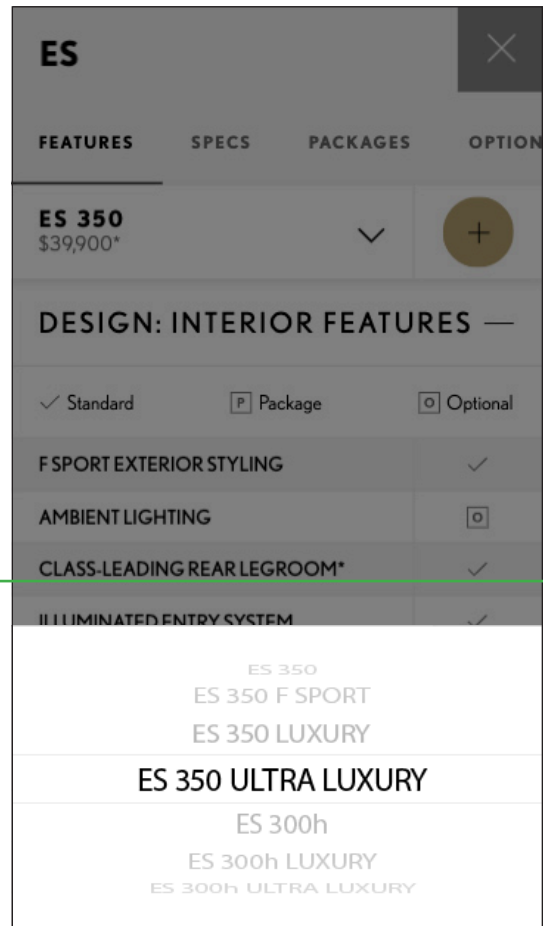 ES
FEATURES SPECS PACKAGES OPTION
ES 350
$39,900*
DESIGN: INTERIOR FEATURES
Standard P Package O Optional
F SPORT EXTERIOR STYLING
AMBIENT LIGHTING O
CLASS-LEADING REAR LEGROOM*
ILLUMINATED ENTRY SYSTEM
ES 350
ES 350 F SPORT
ES 350 LUXURY
ES 350 ULTRA LUXURY
ES 300h
ES 300h LUXURY
ES 300h ULTRA LUXURY